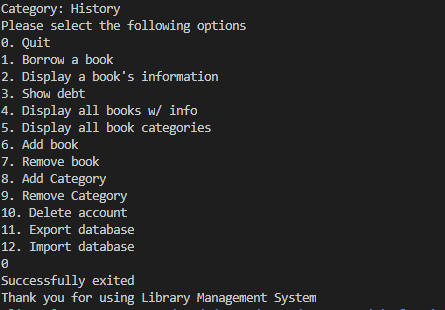 Category: History
Please select the following options
0. Quit
1. Borrow a book
2. Display a book's information
3. Show debt
4. Display all books w/ info
5. Display all book categories
6. Add book
7. Remove book
8. Add Category
9. Remove Category
10. Delete account
11. Export database
12. Import database
0
Successfully exited
Thank you for using Library Management System